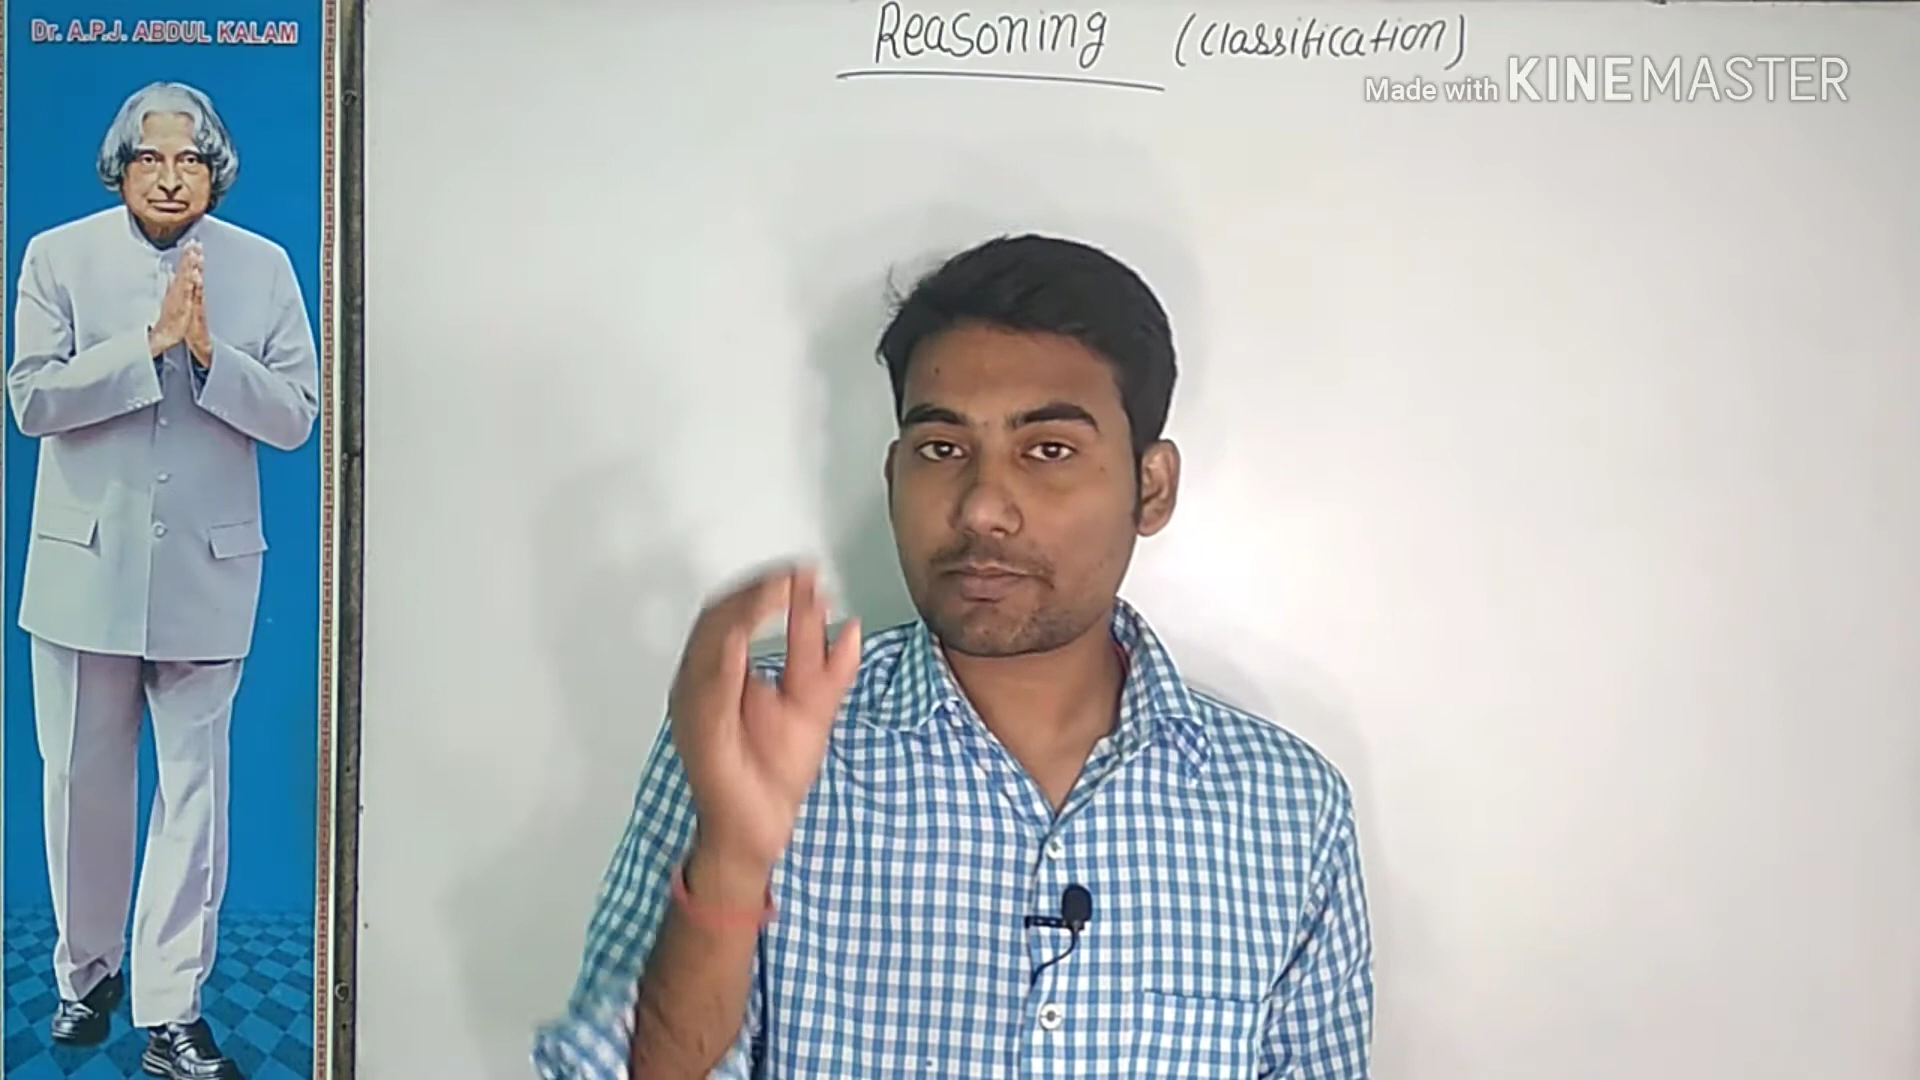 Dr. A.P.J. ABDUL KALAM
Reasoning (classification)
Made with KINEMASTER